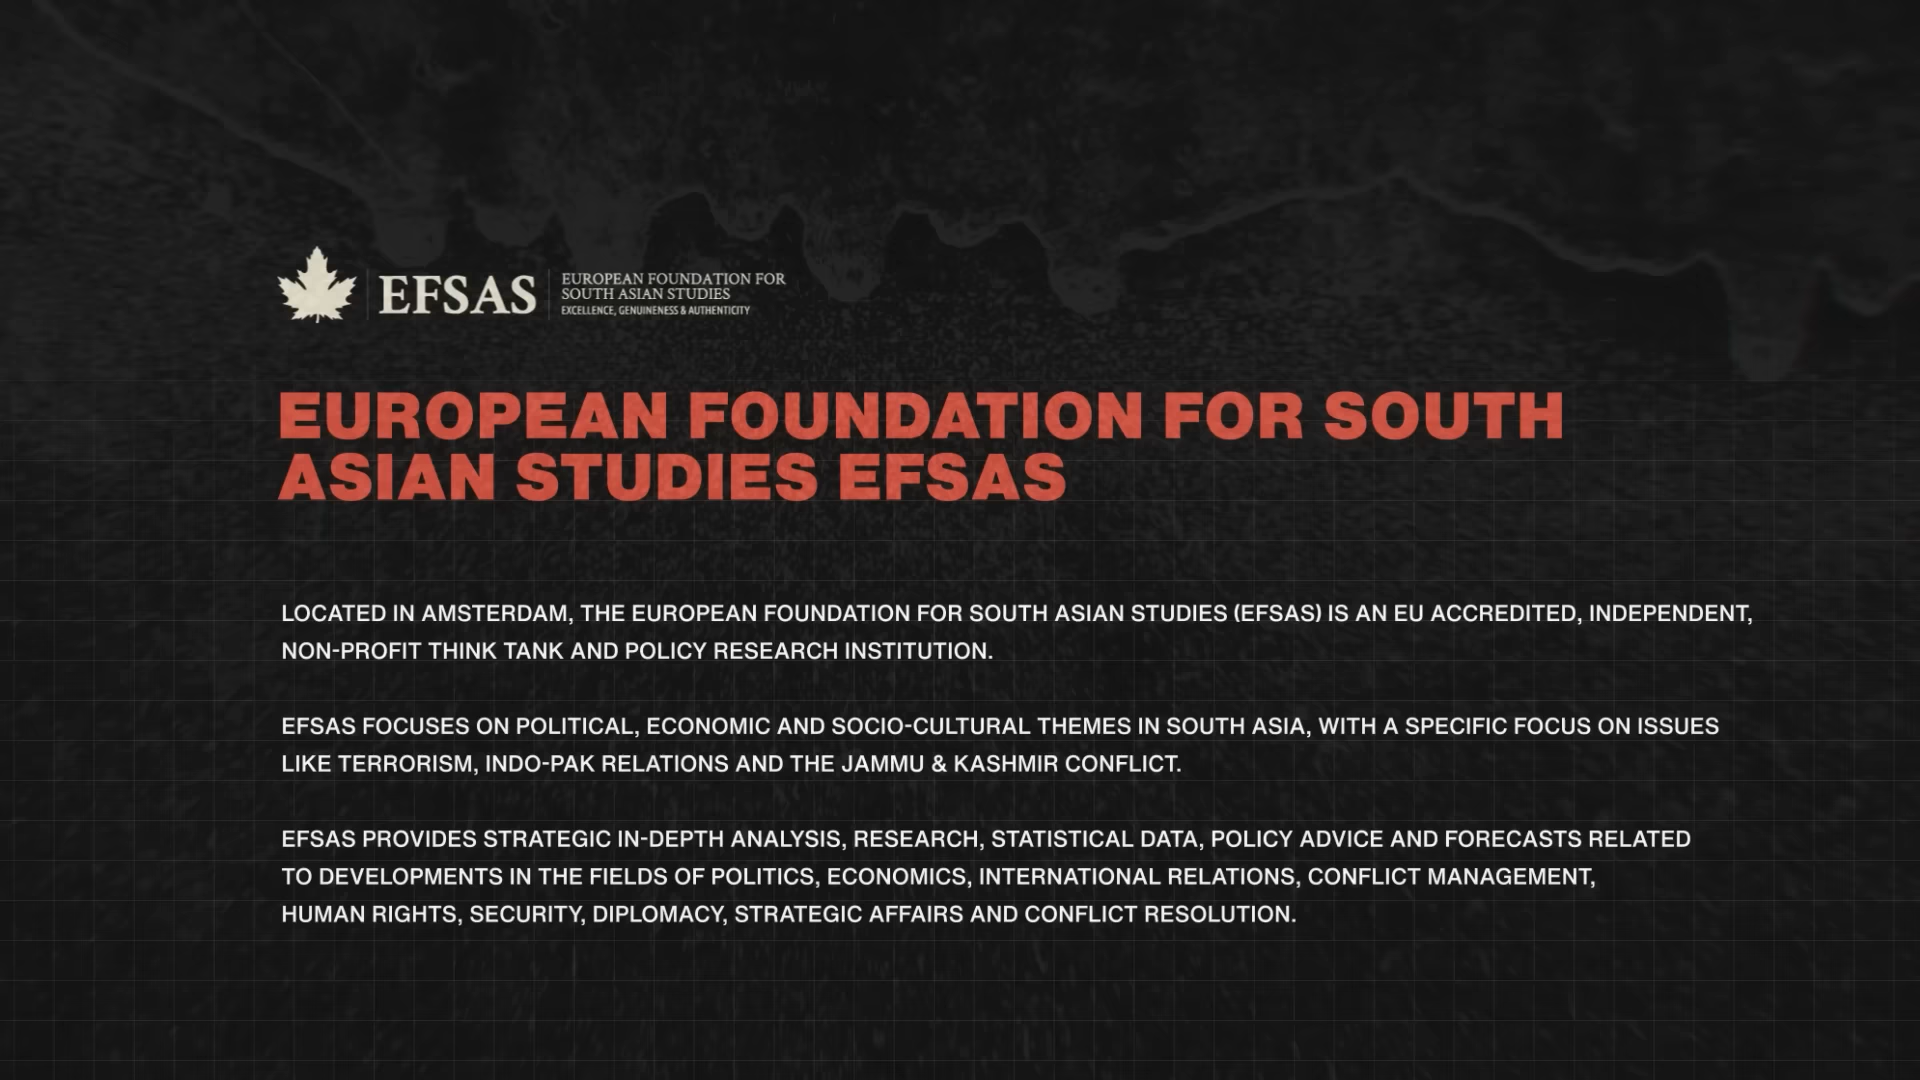 EFSAS
EUROPEAN FOUNDATION FOR
SOUTH ASIAN STUDIES
EXCELLENCE, GENUINENESS & AUTHENTICITY
EUROPEAN FOUNDATION FOR SOUTH
ASIAN STUDIES EFSAS
LOCATED IN AMSTERDAM, THE EUROPEAN FOUNDATION FOR SOUTH ASIAN STUDIES (EFSAS) IS AN EU ACCREDITED, INDEPENDENT,
NON-PROFIT THINK TANK AND POLICY RESEARCH INSTITUTION.
EFSAS FOCUSES ON POLITICAL, ECONOMIC AND SOCIO-CULTURAL THEMES IN SOUTH ASIA, WITH A SPECIFIC FOCUS ON ISSUES
LIKE TERRORISM, INDO-PAK RELATIONS AND THE JAMMU & KASHMIR CONFLICT.
EFSAS PROVIDES STRATEGIC IN-DEPTH ANALYSIS, RESEARCH, STATISTICAL DATA, POLICY ADVICE AND FORECASTS RELATED
TO DEVELOPMENTS IN THE FIELDS OF POLITICS, ECONOMICS, INTERNATIONAL RELATIONS, CONFLICT MANAGEMENT,
HUMAN RIGHTS, SECURITY, DIPLOMACY, STRATEGIC AFFAIRS AND CONFLICT RESOLUTION.